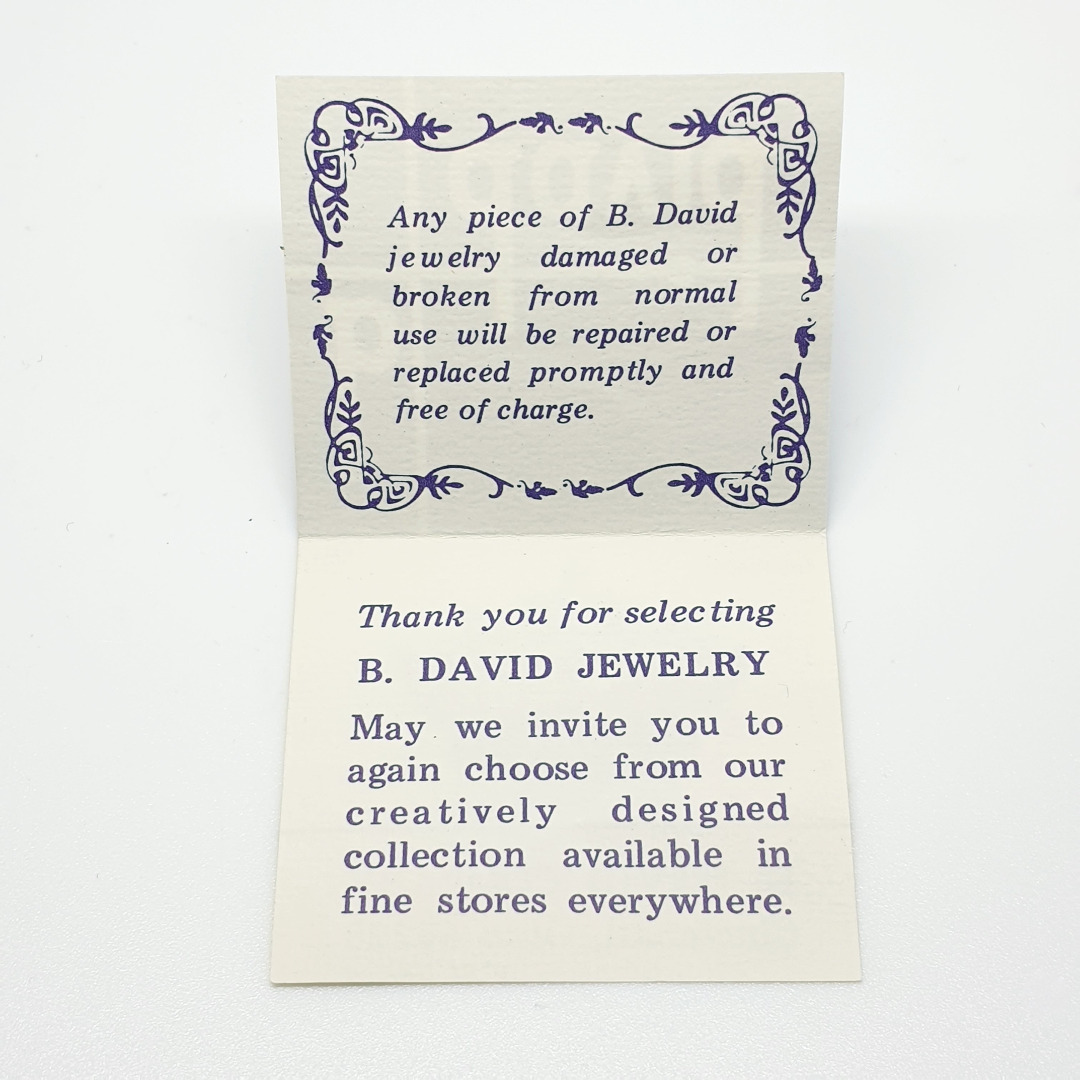 Any piece of B. David
jewelry damaged or
broken from normal
use will be repaired or
replaced promptly and
free of charge.
Thank you for selecting
B. DAVID JEWELRY
May we invite you to
again choose from our
creatively designed
collection available in
fine stores everywhere.